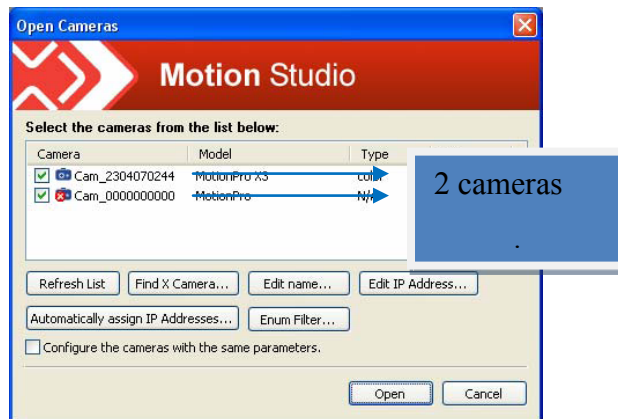 Open Cameras
Motion Studio
Select the cameras from the list below:
Camera Model Type
Cam_2304070244 MotionPro X3 color
Cam_0000000000 MotionPro N/A
2 cameras
.
Refresh List Find X Camera... Edit name... Edit IP Address...
Automatically assign IP Addresses... Enum Filter...
Configure the cameras with the same parameters.
Open Cancel